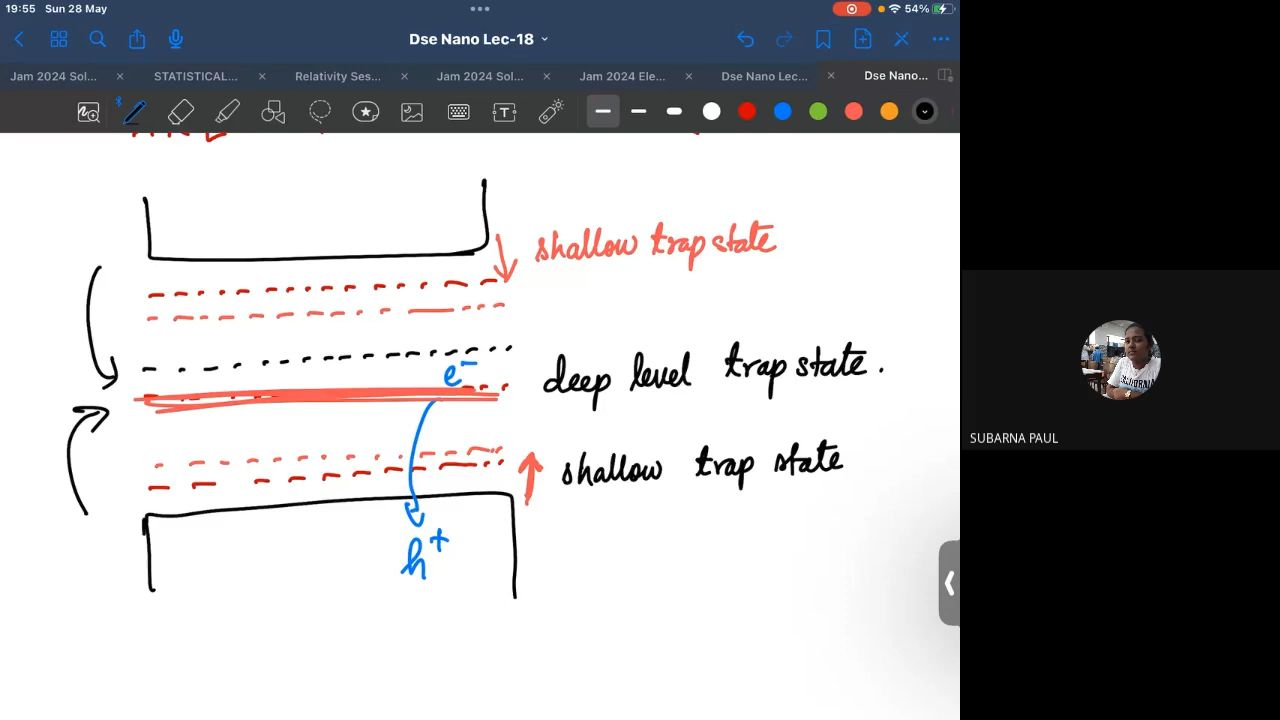 19:55 Sun 28 May
54%
Dse Nano Lec-18
Jam 2024 Sol...
STATISTICAL...
Relativity Ses...
Jam 2024 Sol...
Jam 2024 Ele...
Dse Nano Lec...
Dse Nano...
shallow trap state
e-
deep level trap state.
shallow trap state
h+
SUBARNA PAUL